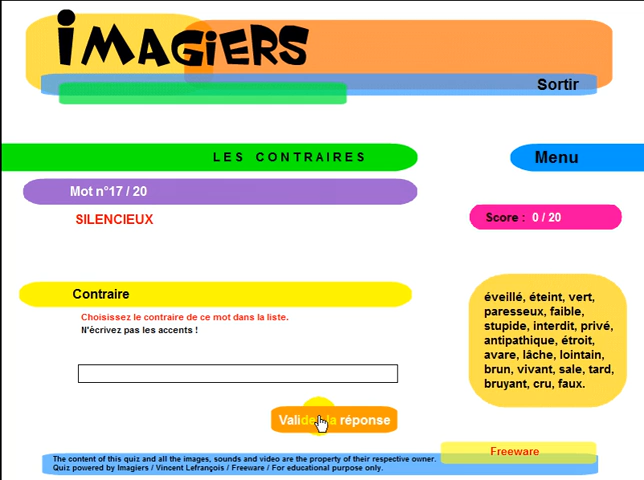 iMAGiERS
Sortir
LES CONTRAIRES
Menu
Mot n°17 / 20
SILENCIEUX
Score : 0 / 20
Contraire
Choisissez le contraire de ce mot dans la liste.
N'écrivez pas les accents !
éveillé, éteint, vert,
paresseux, faible,
stupide, interdit, privé,
antipathique, étroit,
avare, lâche, lointain,
brun, vivant, sale, tard,
bruyant, cru, faux.
Valider la réponse
Freeware
The content of this quiz and all the images, sounds and video are the property of their respective owner.
Quiz powered by Imagiers / Vincent Lefrançois / Freeware / For educational purpose only.